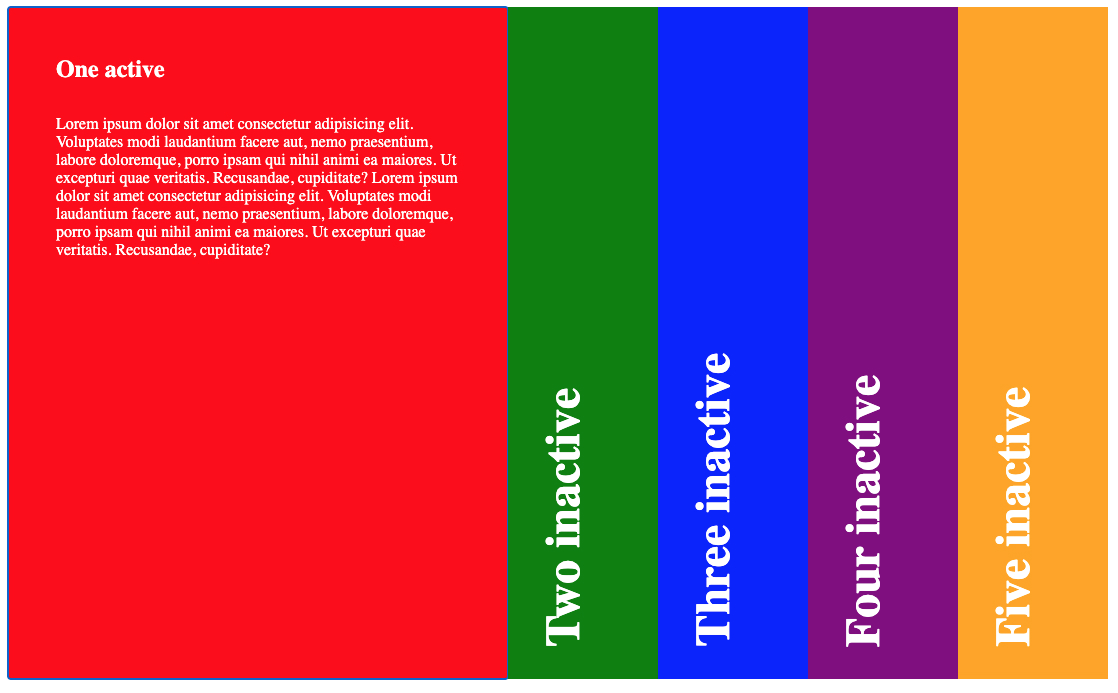 One active
Lorem ipsum dolor sit amet consectetur adipisicing elit.
Voluptates modi laudantium facere aut, nemo praesentium,
labore doloremque, porro ipsam qui nihil animi ea maiores. Ut
excepturi quae veritatis. Recusandae, cupiditate? Lorem ipsum
dolor sit amet consectetur adipisicing elit. Voluptates modi
laudantium facere aut, nemo praesentium, labore doloremque,
porro ipsam qui nihil animi ea maiores. Ut excepturi quae
veritatis. Recusandae, cupiditate?
Two inactive
Three inactive
Four inactive
Five inactive